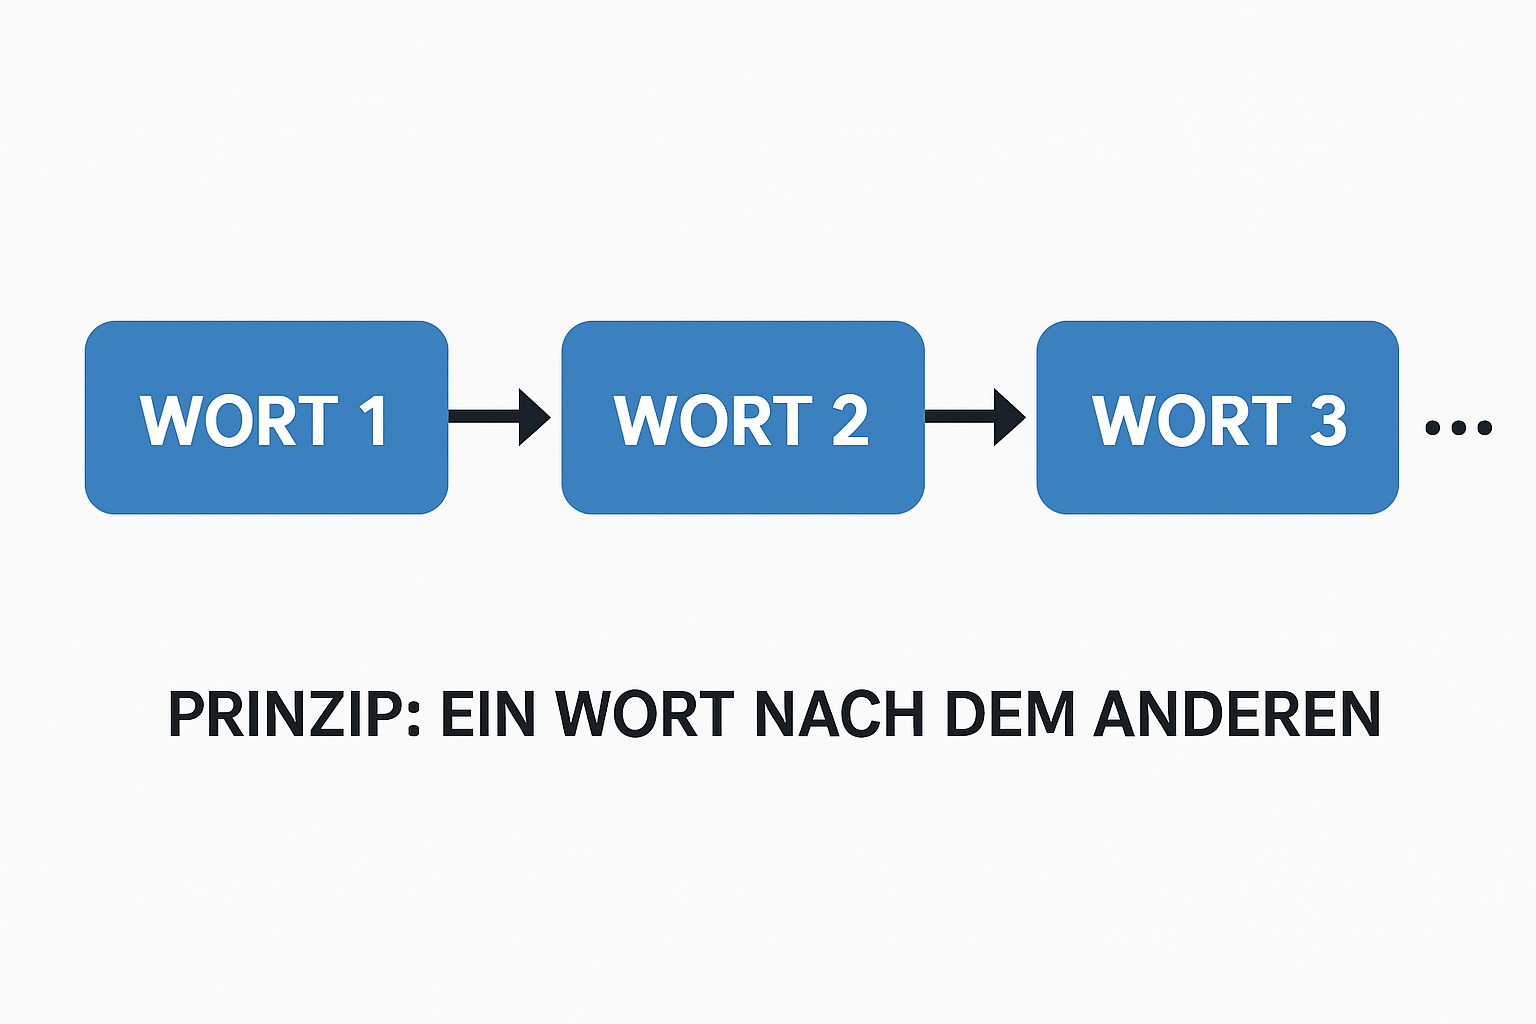 WORT 1
WORT 2
WORT 3
...
PRINZIP: EIN WORT NACH DEM ANDEREN